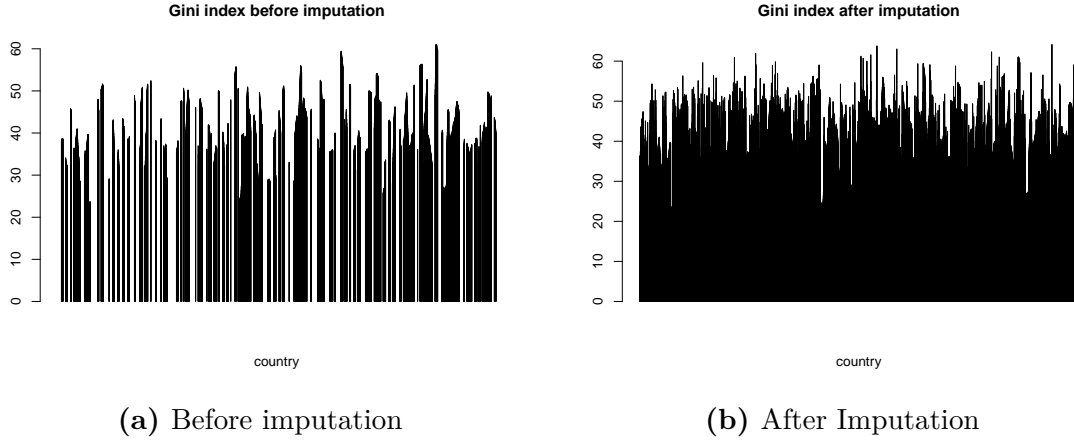 Gini index before imputation
60
50
40
30
20
10
0
country
(a) Before imputation
Gini index after imputation
60
50
40
30
20
10
0
country
(b) After Imputation